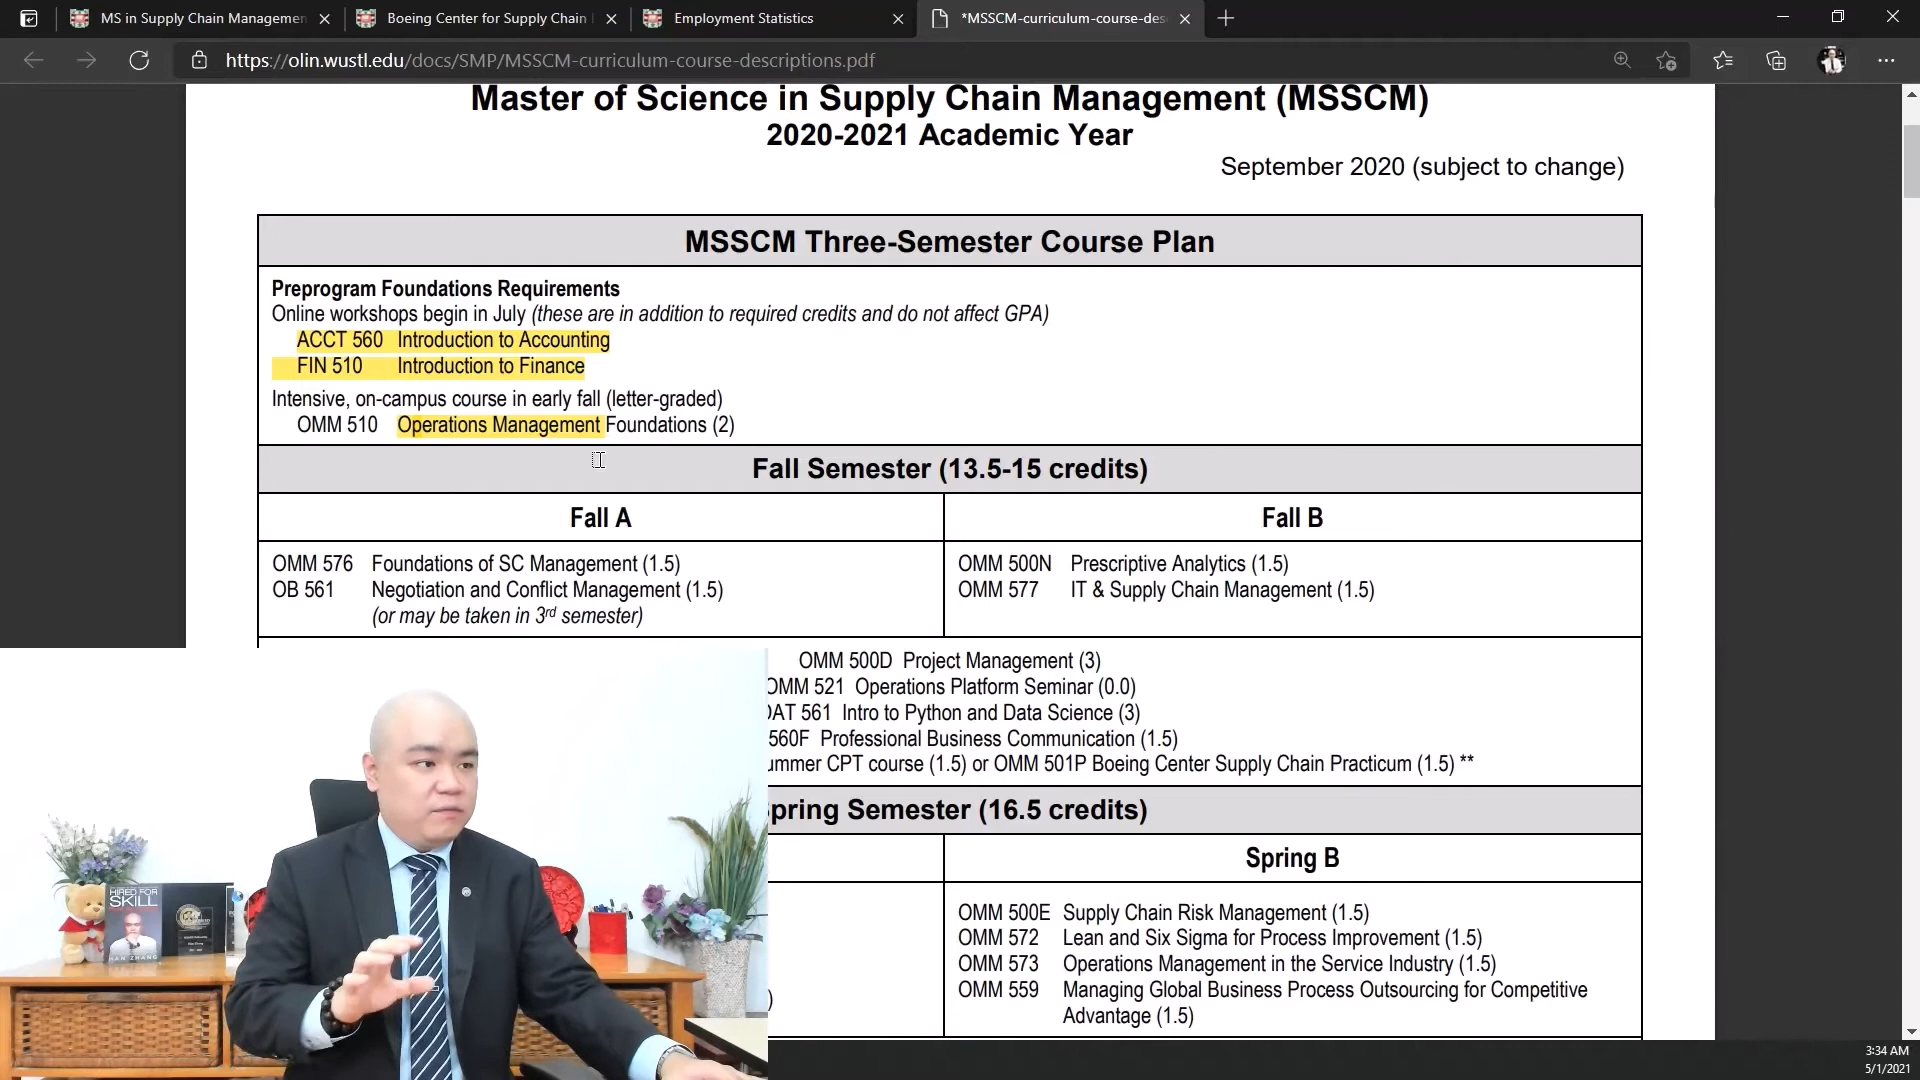 MS in Supply Chain Managemen
Boeing Center for Supply Chain
Employment Statistics
*MSSCM-curriculum-course-des
https://olin.wustl.edu/docs/SMP/MSSCM-curriculum-course-descriptions.pdf
Master of Science in Supply Chain Management (MSSCM)
2020-2021 Academic Year
September 2020 (subject to change)
MSSCM Three-Semester Course Plan
Preprogram Foundations Requirements
Online workshops begin in July (these are in addition to required credits and do not affect GPA)
ACCT 560 Introduction to Accounting
FIN 510 Introduction to Finance
Intensive, on-campus course in early fall (letter-graded)
OMM 510 Operations Management Foundations (2)
Fall Semester (13.5-15 credits)
Fall A
Fall B
OMM 576 Foundations of SC Management (1.5)
OB 561 Negotiation and Conflict Management (1.5)
(or may be taken in 3rd semester)
OMM 500N Prescriptive Analytics (1.5)
OMM 577 IT & Supply Chain Management (1.5)
OMM 500D Project Management (3)
OMM 521 Operations Platform Seminar (0.0)
DAT 561 Intro to Python and Data Science (3)
560F Professional Business Communication (1.5)
ummer CPT course (1.5) or OMM 501P Boeing Center Supply Chain Practicum (1.5) **
pring Semester (16.5 credits)
Spring B
OMM 500E Supply Chain Risk Management (1.5)
OMM 572 Lean and Six Sigma for Process Improvement (1.5)
OMM 573 Operations Management in the Service Industry (1.5)
OMM 559 Managing Global Business Process Outsourcing for Competitive
Advantage (1.5)
)
HIRED FOR
SKILL
HAN ZHANG
3:34 AM
5/1/2021